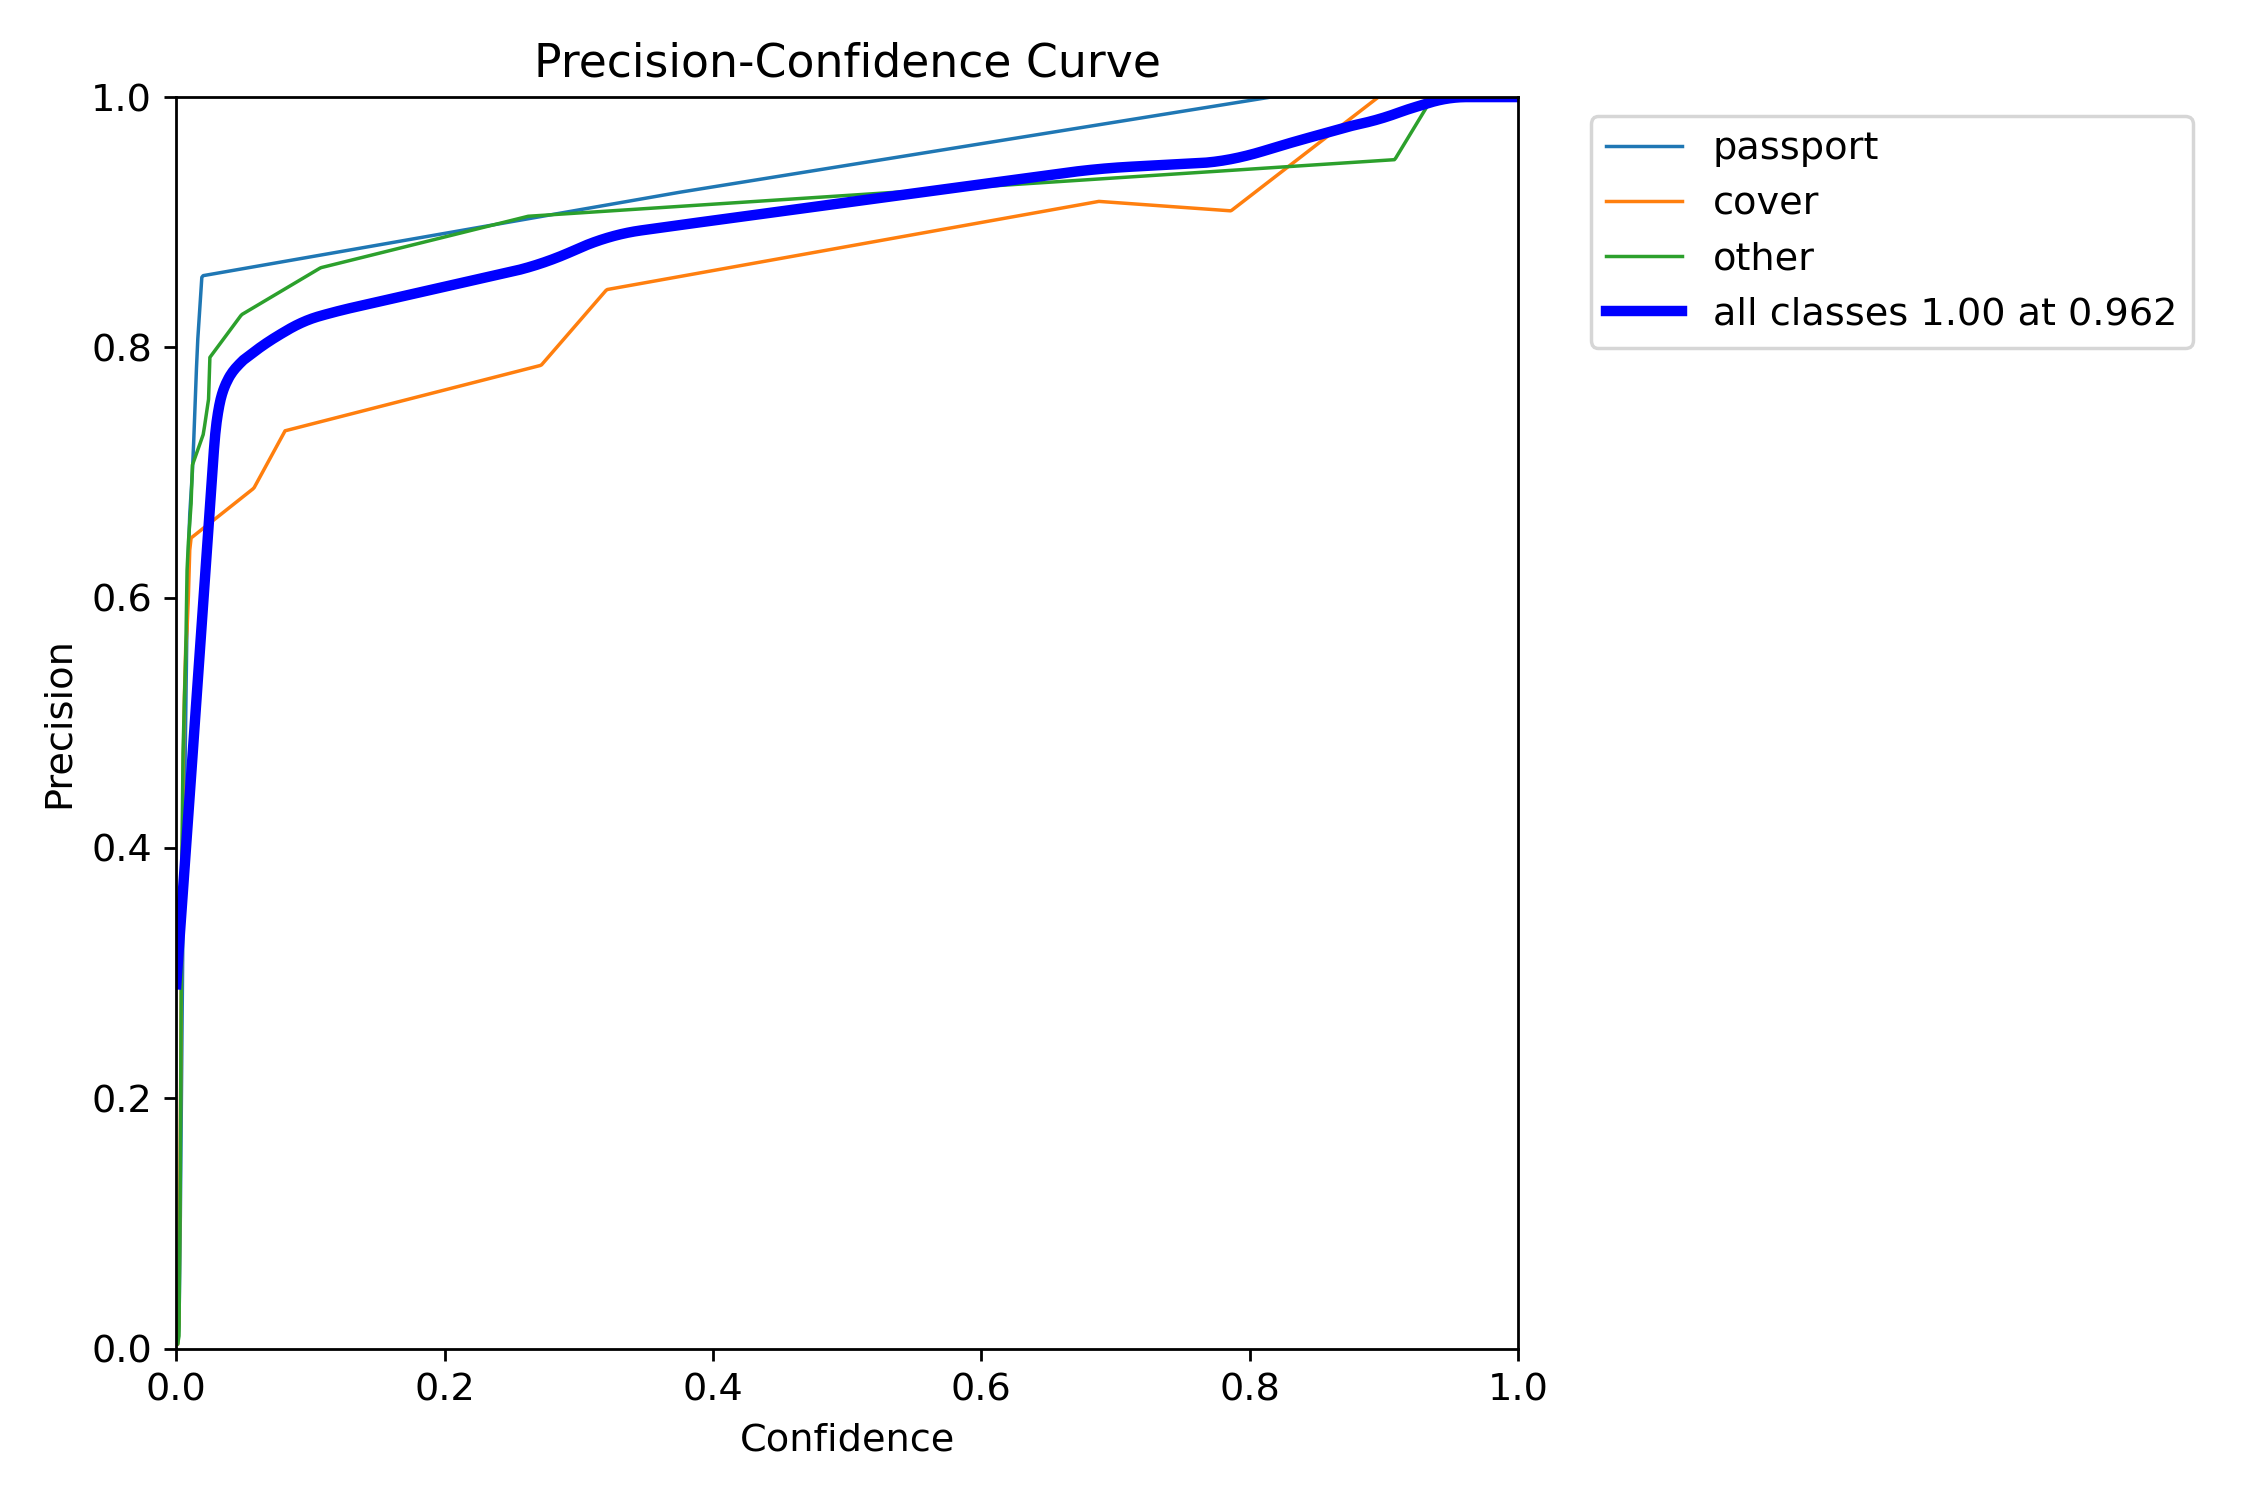 Precision-Confidence Curve
1.0
0.8
0.6
0.4
0.2
0.0
Precision
0.0 0.2 0.4 0.6 0.8 1.0
Confidence
passport
cover
other
all classes 1.00 at 0.962